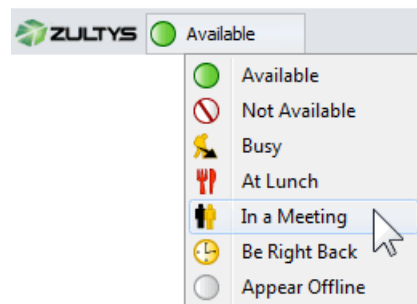 ZULTYS Available
Available
Not Available
Busy
At Lunch
In a Meeting
Be Right Back
Appear Offline